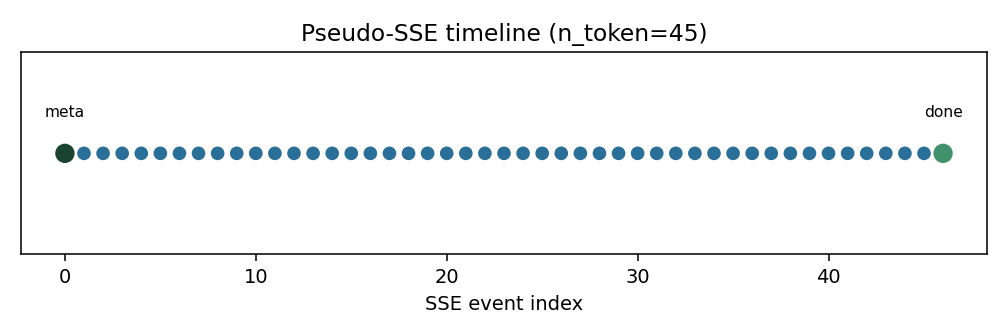 Pseudo-SSE timeline (n_token=45)
meta
done
0 10 20 30 40
SSE event index